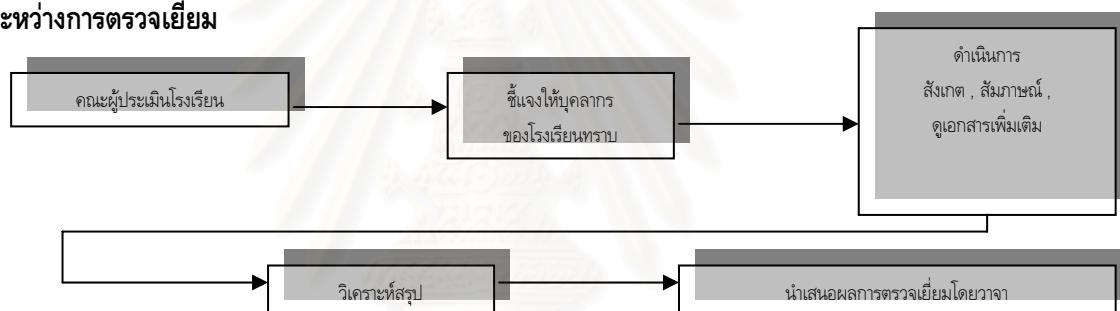 ะหว่างการตรวจเยี่ยม
คณะผู้ประเมินโรงเรียน
ชี้แจงให้บุคลากร
ของโรงเรียนทราบ
ดำเนินการ
สังเกต , สัมภาษณ์ ,
ดูเอกสารเพิ่มเติม
วิเคราะห์สรุป
นำเสนอผลการตรวจเยี่ยมโดยวาจา